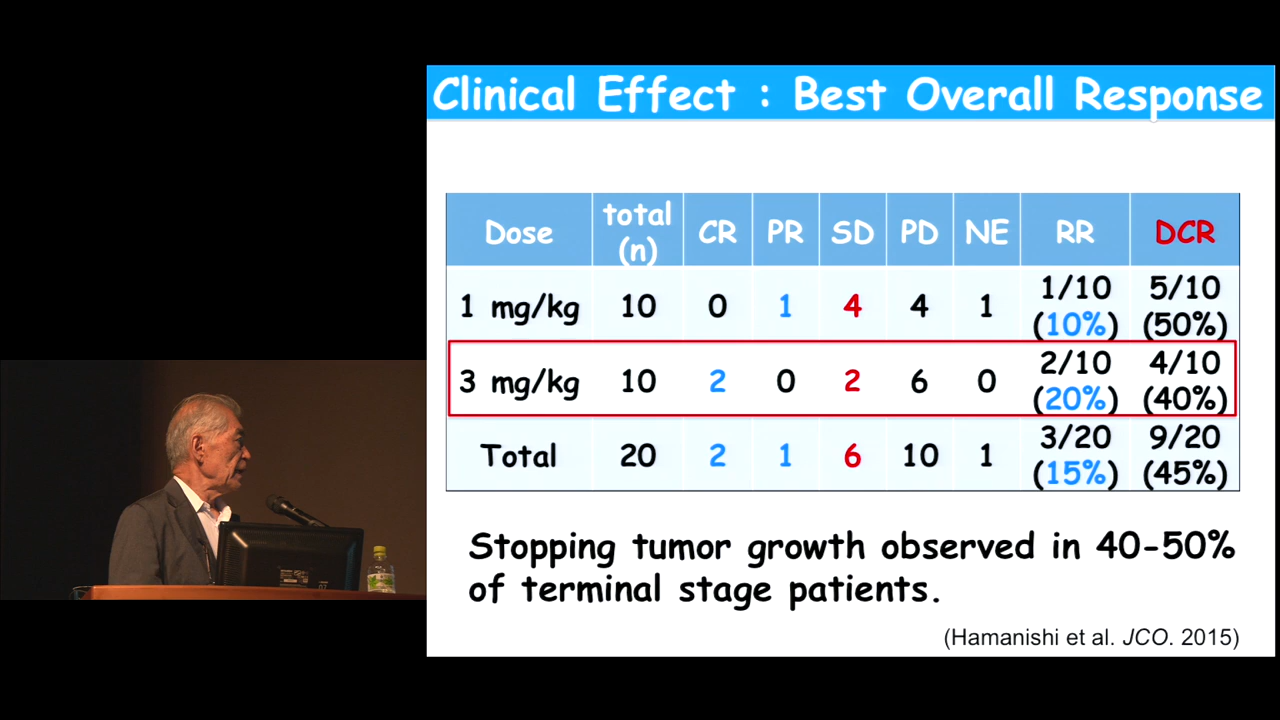 Clinical Effect : Best Overall Response
Dose total (n) CR PR SD PD NE RR DCR
1 mg/kg 10 0 1 4 4 1 1/10 (10%) 5/10 (50%)
3 mg/kg 10 2 0 2 6 0 2/10 (20%) 4/10 (40%)
Total 20 2 1 6 10 1 3/20 (15%) 9/20 (45%)
Stopping tumor growth observed in 40-50%
of terminal stage patients.
(Hamanishi et al. JCO. 2015)